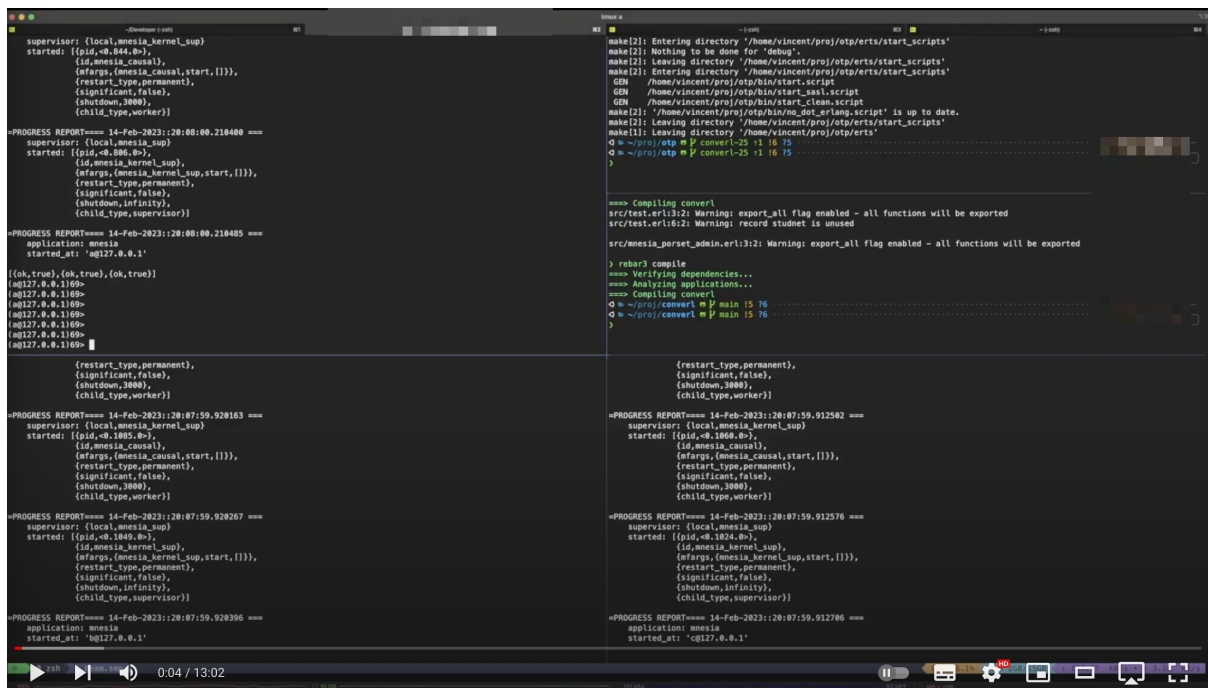 tmux a
~/Developer (-zsh) ⌘1
⌘2
~ (-zsh) ⌘3
~ (-zsh) ⌘4
supervisor: {local,mnesia_kernel_sup}
started: [{pid,<0.844.0>},
{id,mnesia_causal},
{mfargs,{mnesia_causal,start,[]}},
{restart_type,permanent},
{significant,false},
{shutdown,3000},
{child_type,worker}]
=PROGRESS REPORT==== 14-Feb-2023::20:08:00.210400 ===
supervisor: {local,mnesia_sup}
started: [{pid,<0.806.0>},
{id,mnesia_kernel_sup},
{mfargs,{mnesia_kernel_sup,start,[]}},
{restart_type,permanent},
{significant,false},
{shutdown,infinity},
{child_type,supervisor}]
=PROGRESS REPORT==== 14-Feb-2023::20:08:00.210485 ===
application: mnesia
started_at: 'a@127.0.0.1'
[{ok,true},{ok,true},{ok,true}]
(a@127.0.0.1)69>
(a@127.0.0.1)69>
(a@127.0.0.1)69>
(a@127.0.0.1)69>
(a@127.0.0.1)69>
(a@127.0.0.1)69>
(a@127.0.0.1)69>
make[2]: Entering directory '/home/vincent/proj/otp/erts/start_scripts'
make[2]: Nothing to be done for 'debug'.
make[2]: Leaving directory '/home/vincent/proj/otp/erts/start_scripts'
make[2]: Entering directory '/home/vincent/proj/otp/erts/start_scripts'
GEN /home/vincent/proj/otp/bin/start.script
GEN /home/vincent/proj/otp/bin/start_sasl.script
GEN /home/vincent/proj/otp/bin/start_clean.script
make[2]: '/home/vincent/proj/otp/bin/no_dot_erlang.script' is up to date.
make[2]: Leaving directory '/home/vincent/proj/otp/erts/start_scripts'
make[1]: Leaving directory '/home/vincent/proj/otp/erts'
~/proj/otp converl-25 ↑1 !6 ?5
~/proj/otp converl-25 ↑1 !6 ?5
❯
===> Compiling converl
src/test.erl:3:2: Warning: export_all flag enabled – all functions will be exported
src/test.erl:6:2: Warning: record studnet is unused
src/mnesia_porset_admin.erl:3:2: Warning: export_all flag enabled – all functions will be exported
❯ rebar3 compile
===> Verifying dependencies...
===> Analyzing applications...
===> Compiling converl
~/proj/converl main !5 ?6
~/proj/converl main !5 ?6
❯
{restart_type,permanent},
{significant,false},
{shutdown,3000},
{child_type,worker}]
=PROGRESS REPORT==== 14-Feb-2023::20:07:59.920163 ===
supervisor: {local,mnesia_kernel_sup}
started: [{pid,<0.1085.0>},
{id,mnesia_causal},
{mfargs,{mnesia_causal,start,[]}},
{restart_type,permanent},
{significant,false},
{shutdown,3000},
{child_type,worker}]
=PROGRESS REPORT==== 14-Feb-2023::20:07:59.920267 ===
supervisor: {local,mnesia_sup}
started: [{pid,<0.1049.0>},
{id,mnesia_kernel_sup},
{mfargs,{mnesia_kernel_sup,start,[]}},
{restart_type,permanent},
{significant,false},
{shutdown,infinity},
{child_type,supervisor}]
=PROGRESS REPORT==== 14-Feb-2023::20:07:59.920396 ===
application: mnesia
started_at: 'b@127.0.0.1'
{restart_type,permanent},
{significant,false},
{shutdown,3000},
{child_type,worker}]
=PROGRESS REPORT==== 14-Feb-2023::20:07:59.912502 ===
supervisor: {local,mnesia_kernel_sup}
started: [{pid,<0.1060.0>},
{id,mnesia_causal},
{mfargs,{mnesia_causal,start,[]}},
{restart_type,permanent},
{significant,false},
{shutdown,3000},
{child_type,worker}]
=PROGRESS REPORT==== 14-Feb-2023::20:07:59.912576 ===
supervisor: {local,mnesia_sup}
started: [{pid,<0.1024.0>},
{id,mnesia_kernel_sup},
{mfargs,{mnesia_kernel_sup,start,[]}},
{restart_type,permanent},
{significant,false},
{shutdown,infinity},
{child_type,supervisor}]
=PROGRESS REPORT==== 14-Feb-2023::20:07:59.912706 ===
application: mnesia
started_at: 'c@127.0.0.1'
zsh
0:04 / 13:02
HD